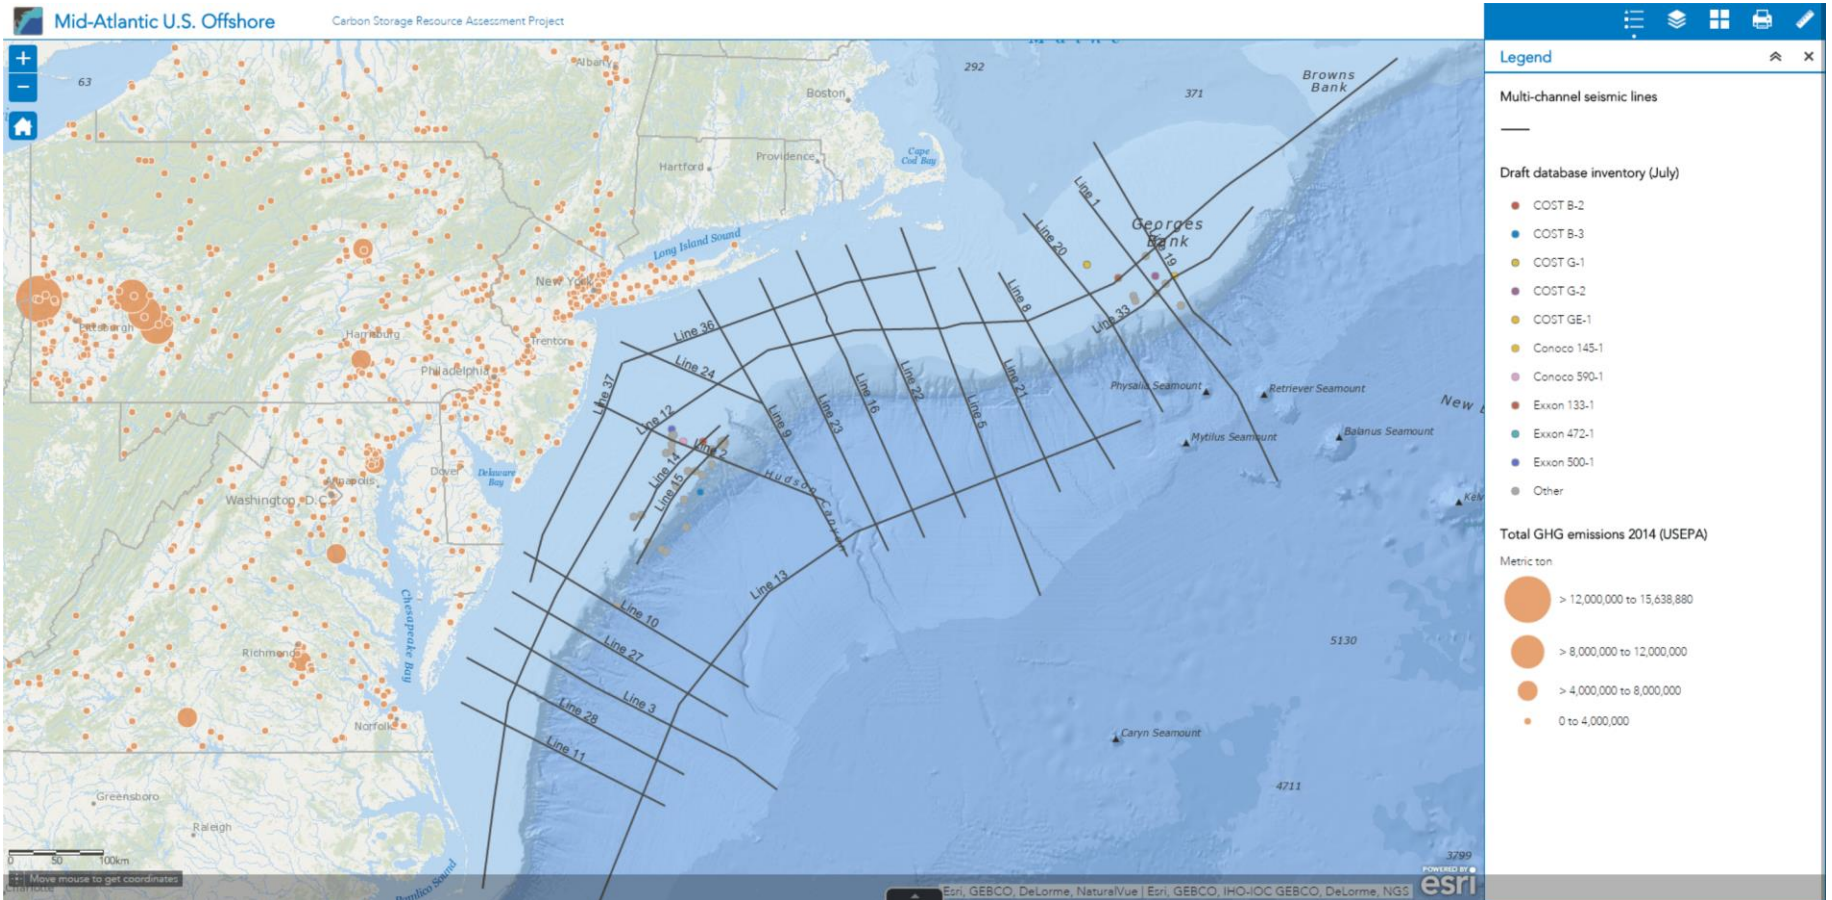 Mid-Atlantic U.S. Offshore
Carbon Storage Resource Assessment Project
+
−
63
Albany
292
Browns
Bank
371
Boston
Cape
Cod Bay
Providence
Hartford
Line 1
Georges
Bank
Line 20
Line 19
Long Island Sound
New York
Line 8
Line 33
Pittsburgh
Harrisburg
Trenton
Line 36
Philadelphia
Line 24
Line 37
Line 16
Line 22
Line 21
Physalia Seamount
Retriever Seamount
New
Line 12
Line 9
Line 23
Line 5
Mytilus Seamount
Balanus Seamount
Line 2
Line 14
Line 15
Hudson Canyon
Dover
Delaware
Bay
Annapolis
Washington, D.C.
Kelv
Line 13
Line 10
Chesapeake Bay
Line 27
5130
Richmond
Line 3
Line 28
Norfolk
Line 11
Caryn Seamount
4711
Greensboro
Raleigh
0 50 100km
3799
Move mouse to get coordinates
Charlotte
Pamlico Sound
Esri, GEBCO, DeLorme, NaturalVue | Esri, GEBCO, IHO-IOC GEBCO, DeLorme, NGS
POWERED BY
esri
Legend
Multi-channel seismic lines
Draft database inventory (July)
COST B-2
COST B-3
COST G-1
COST G-2
COST GE-1
Conoco 145-1
Conoco 590-1
Exxon 133-1
Exxon 472-1
Exxon 500-1
Other
Total GHG emissions 2014 (USEPA)
Metric ton
> 12,000,000 to 15,638,880
> 8,000,000 to 12,000,000
> 4,000,000 to 8,000,000
0 to 4,000,000